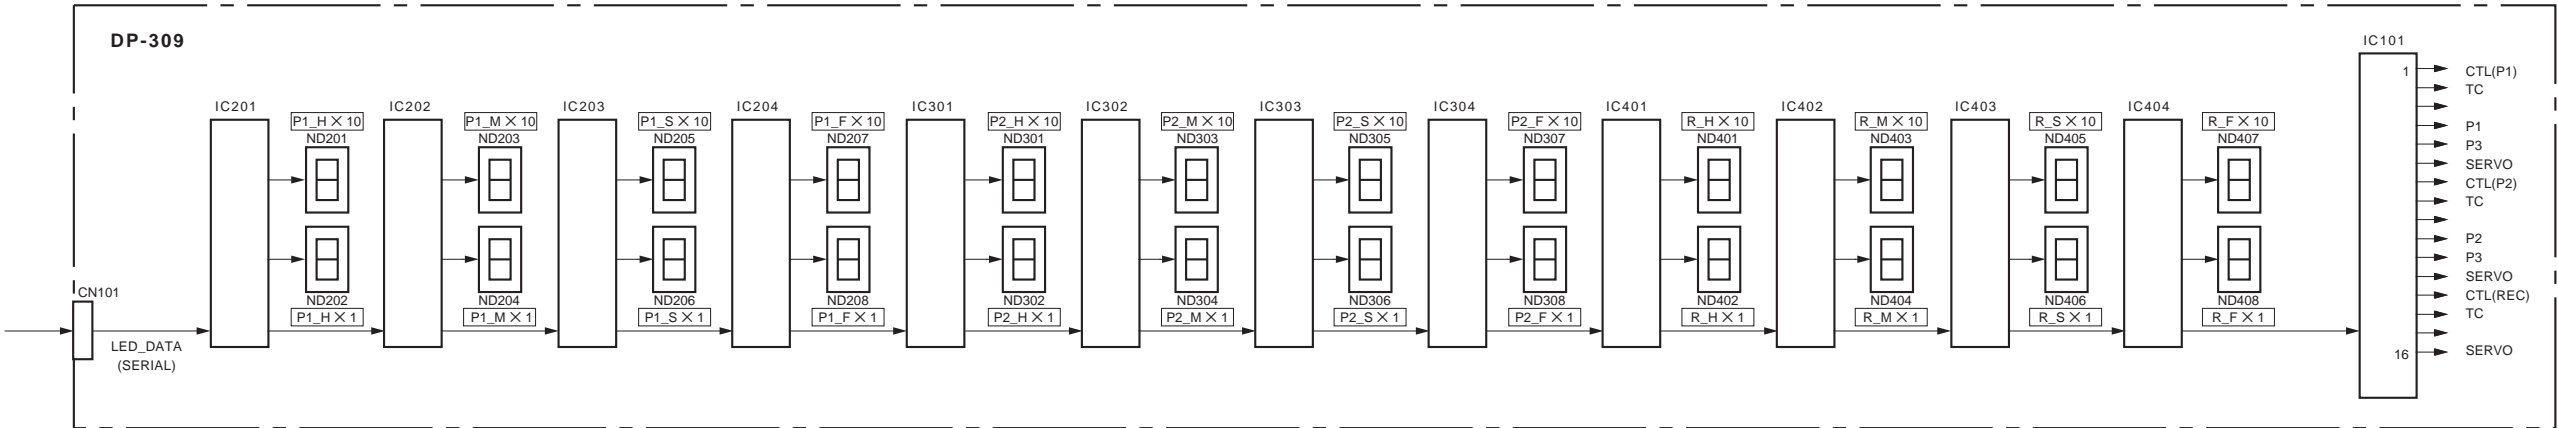 DP-309
IC101
IC201
IC202
IC203
IC204
IC301
IC302
IC303
IC304
IC401
IC402
IC403
IC404
P1_H × 10
P1_M × 10
P1_S × 10
P1_F × 10
P2_H × 10
P2_M × 10
P2_S × 10
P2_F × 10
R_H × 10
R_M × 10
R_S × 10
R_F × 10
ND201
ND203
ND205
ND207
ND301
ND303
ND305
ND307
ND401
ND403
ND405
ND407
CN101
ND202
ND204
ND206
ND208
ND302
ND304
ND306
ND308
ND402
ND404
ND406
ND408
P1_H × 1
P1_M × 1
P1_S × 1
P1_F × 1
P2_H × 1
P2_M × 1
P2_S × 1
P2_F × 1
R_H × 1
R_M × 1
R_S × 1
R_F × 1
LED_DATA
(SERIAL)
1
CTL(P1)
TC
P1
P3
SERVO
CTL(P2)
TC
P2
P3
SERVO
CTL(REC)
TC
16
SERVO